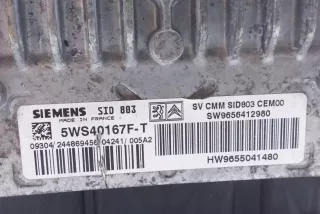 SIEMENS SID 803
MADE IN FRANCE
5WS40167F-T
09304/244869456/04241/005A2
SV CMM SID803 CEM00
SW9656412980
HW9655041480